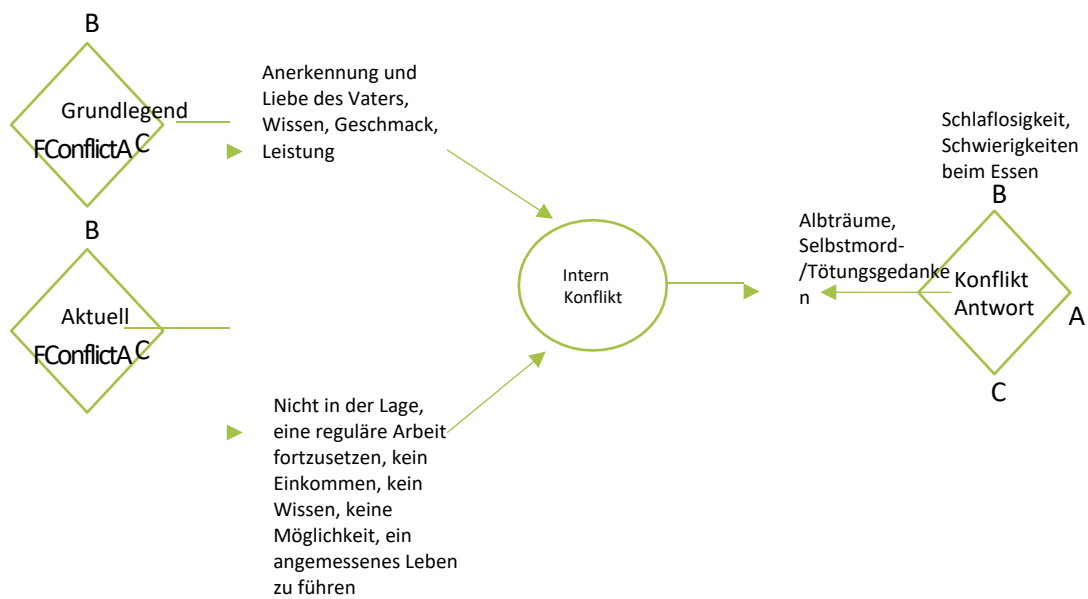 B
Grundlegend
FConflictA C
Anerkennung und
Liebe des Vaters,
Wissen, Geschmack,
Leistung
B
Aktuell
FConflictA C
Nicht in der Lage,
eine reguläre Arbeit
fortzusetzen, kein
Einkommen, kein
Wissen, keine
Möglichkeit, ein
angemessenes Leben
zu führen
Intern
Konflikt
Albträume,
Selbstmord-
/Tötungsgedanke
n
Schlaflosigkeit,
Schwierigkeiten
beim Essen
B
Konflikt
Antwort
A
C